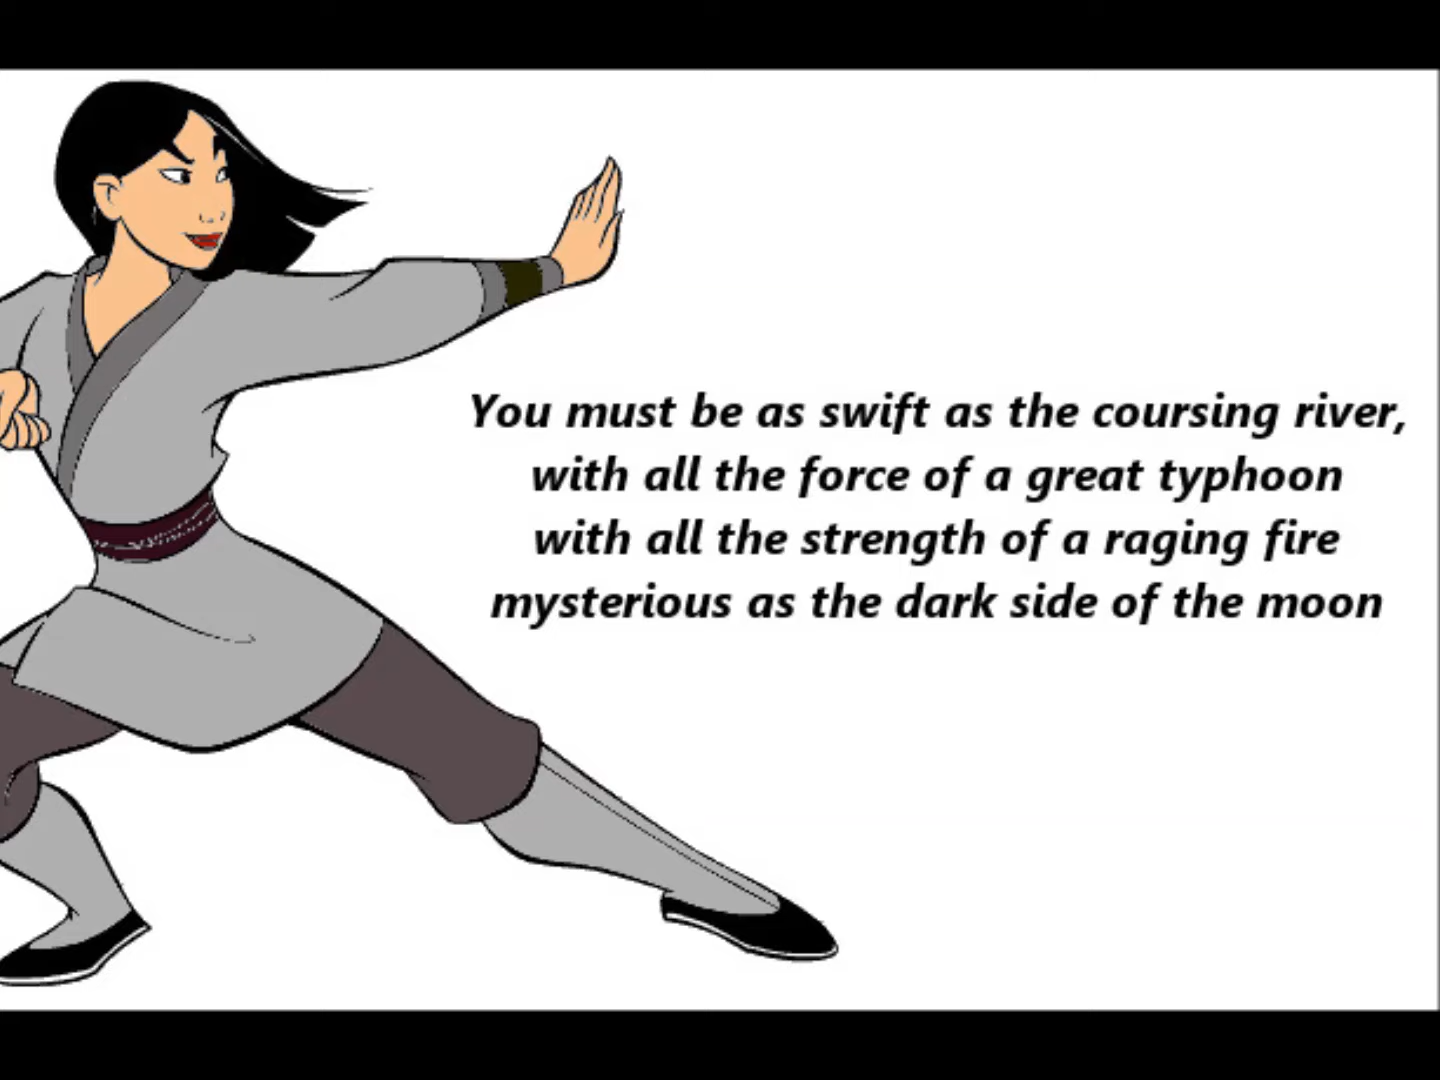 You must be as swift as the coursing river,
with all the force of a great typhoon
with all the strength of a raging fire
mysterious as the dark side of the moon